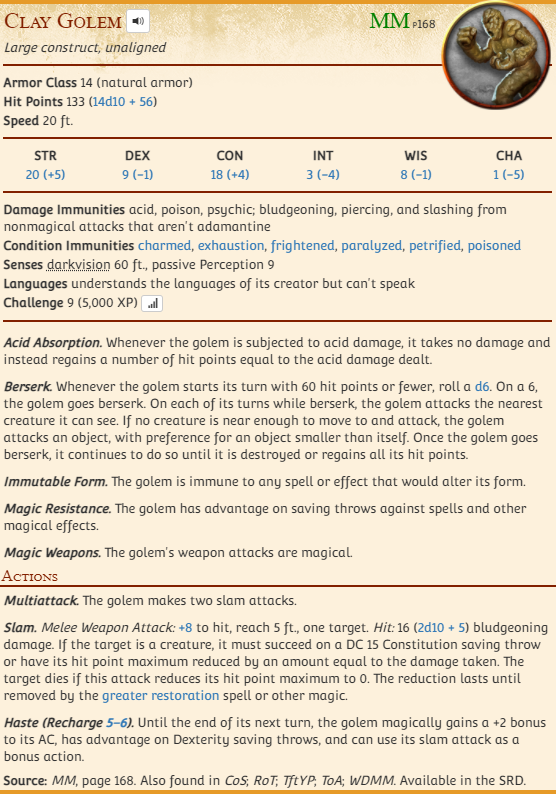 Clay Golem MM P168
Large construct, unaligned
Armor Class 14 (natural armor)
Hit Points 133 (14d10 + 56)
Speed 20 ft.
STR DEX CON INT WIS CHA
20 (+5) 9 (−1) 18 (+4) 3 (−4) 8 (−1) 1 (−5)
Damage Immunities acid, poison, psychic; bludgeoning, piercing, and slashing from
nonmagical attacks that aren't adamantine
Condition Immunities charmed, exhaustion, frightened, paralyzed, petrified, poisoned
Senses darkvision 60 ft., passive Perception 9
Languages understands the languages of its creator but can't speak
Challenge 9 (5,000 XP)
Acid Absorption. Whenever the golem is subjected to acid damage, it takes no damage and
instead regains a number of hit points equal to the acid damage dealt.
Berserk. Whenever the golem starts its turn with 60 hit points or fewer, roll a d6. On a 6,
the golem goes berserk. On each of its turns while berserk, the golem attacks the nearest
creature it can see. If no creature is near enough to move to and attack, the golem
attacks an object, with preference for an object smaller than itself. Once the golem goes
berserk, it continues to do so until it is destroyed or regains all its hit points.
Immutable Form. The golem is immune to any spell or effect that would alter its form.
Magic Resistance. The golem has advantage on saving throws against spells and other
magical effects.
Magic Weapons. The golem's weapon attacks are magical.
Actions
Multiattack. The golem makes two slam attacks.
Slam. Melee Weapon Attack: +8 to hit, reach 5 ft., one target. Hit: 16 (2d10 + 5) bludgeoning
damage. If the target is a creature, it must succeed on a DC 15 Constitution saving throw
or have its hit point maximum reduced by an amount equal to the damage taken. The
target dies if this attack reduces its hit point maximum to 0. The reduction lasts until
removed by the greater restoration spell or other magic.
Haste (Recharge 5–6). Until the end of its next turn, the golem magically gains a +2 bonus
to its AC, has advantage on Dexterity saving throws, and can use its slam attack as a
bonus action.
Source: MM, page 168. Also found in CoS; RoT; TftYP; ToA; WDMM. Available in the SRD.